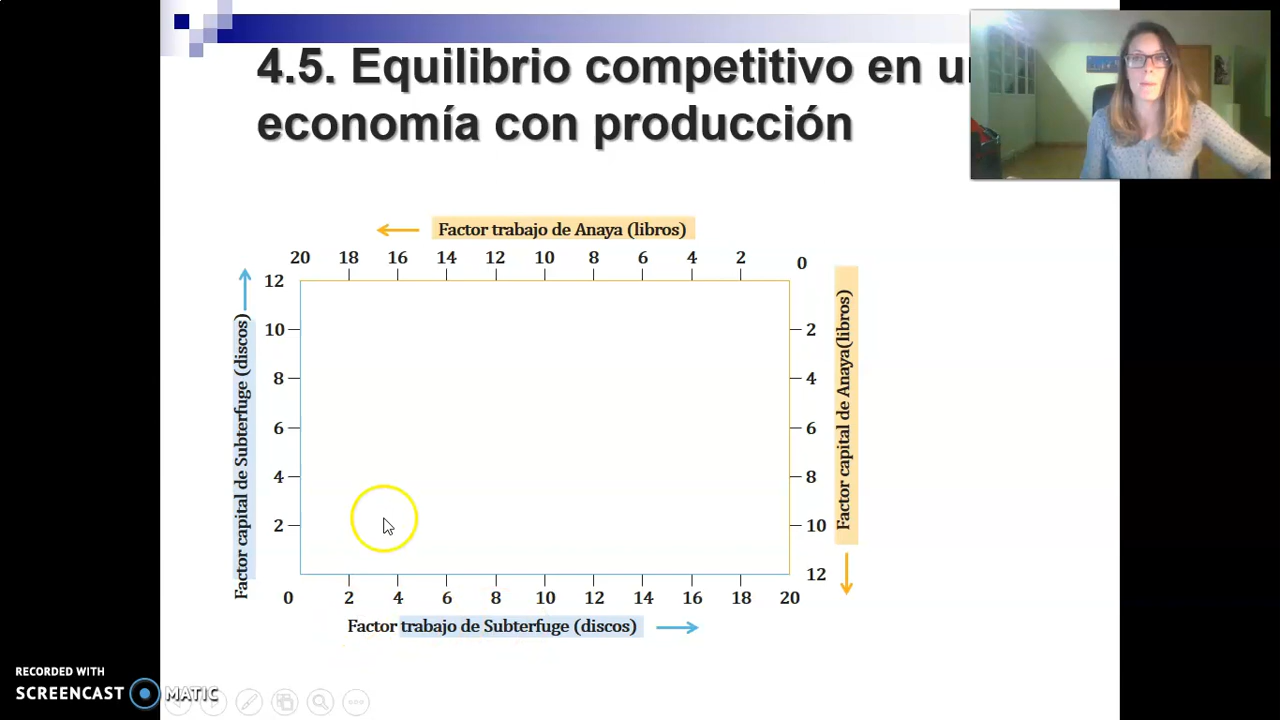 4.5. Equilibrio competitivo en
economía con producción
Factor trabajo de Anaya (libros)
20 18 16 14 12 10 8 6 4 2 0
12
10
8
6
4
2
Factor capital de Subterfuge (discos)
2
4
6
8
10
12
Factor capital de Anaya(libros)
0 2 4 6 8 10 12 14 16 18 20
Factor trabajo de Subterfuge (discos)
RECORDED WITH
SCREENCAST MATIC